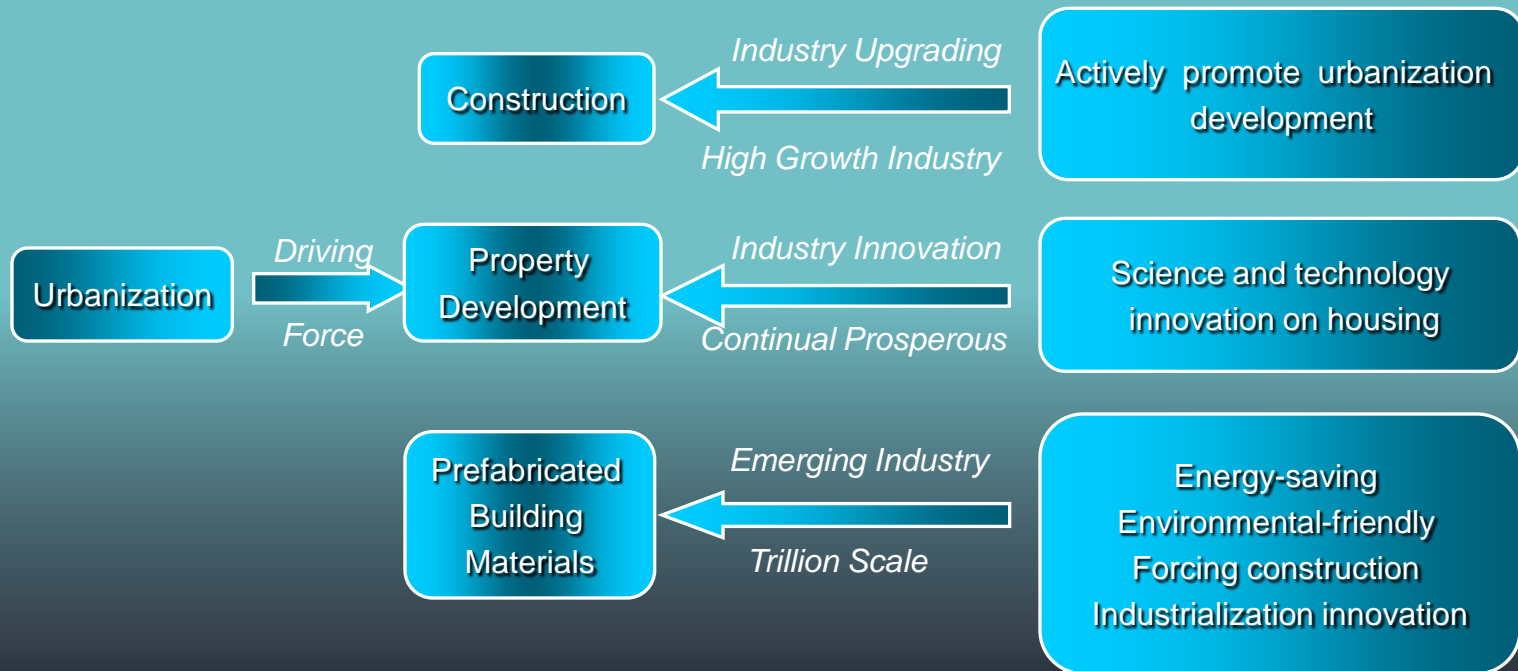 Industry Upgrading
Construction
Actively promote urbanization
development
High Growth Industry
Driving
Urbanization
Force
Property
Development
Industry Innovation
Continual Prosperous
Science and technology
innovation on housing
Prefabricated
Building
Materials
Emerging Industry
Trillion Scale
Energy-saving
Environmental-friendly
Forcing construction
Industrialization innovation